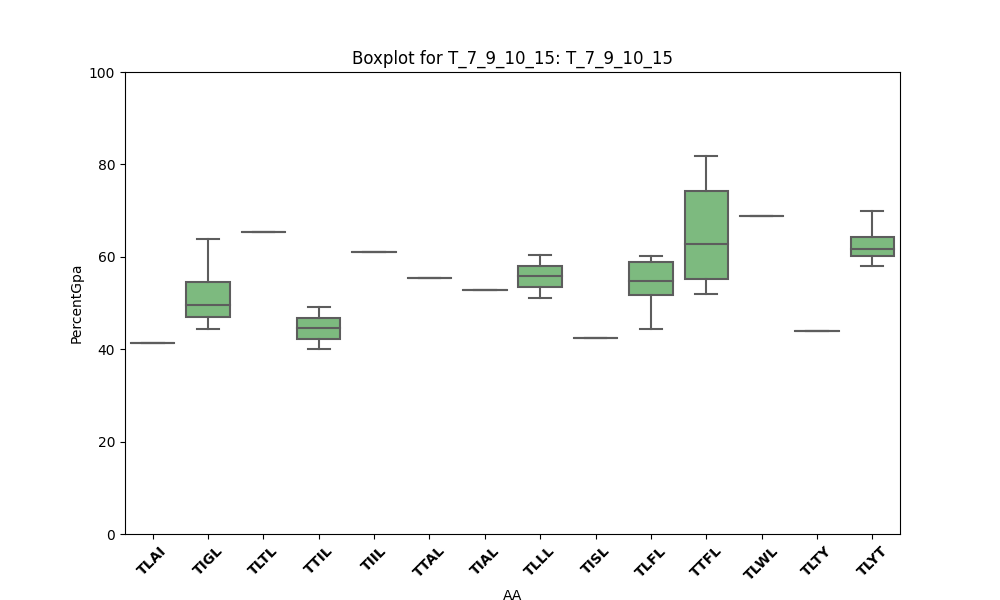 Boxplot for T_7_9_10_15: T_7_9_10_15
100
80
60
40
20
0
PercentGpa
TLAI TIGL TLTL TTIL TIIL TTAL TIAL TLLL TISL TLFL TTFL TLWL TLTY TLYT
AA